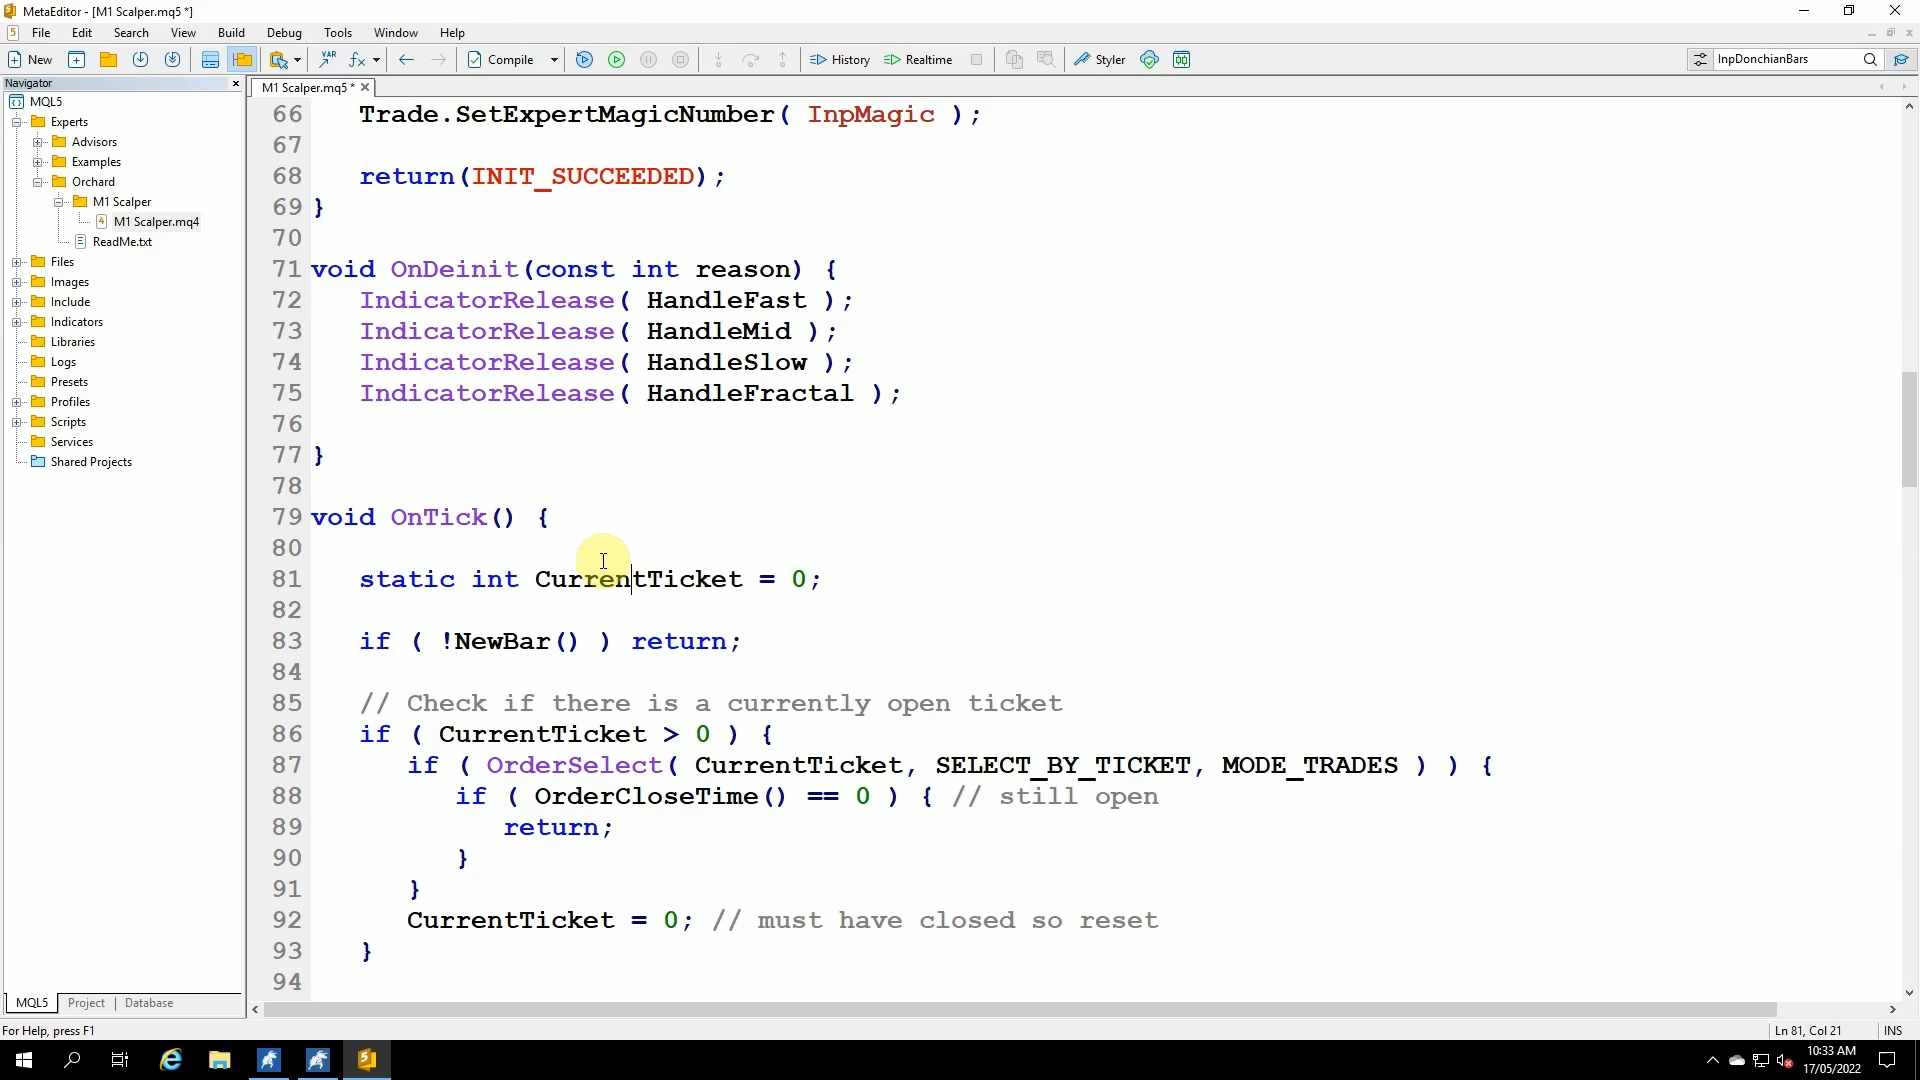 MetaEditor - [M1 Scalper.mq5 *]
File Edit Search View Build Debug Tools Window Help
New VAR fx Compile History Realtime Styler InpDonchianBars
Navigator
MQL5
Experts
Advisors
Examples
Orchard
M1 Scalper
M1 Scalper.mq4
ReadMe.txt
Files
Images
Include
Indicators
Libraries
Logs
Presets
Profiles
Scripts
Services
Shared Projects
MQL5 Project Database
M1 Scalper.mq5 *
66 Trade.SetExpertMagicNumber( InpMagic );
67
68 return(INIT_SUCCEEDED);
69 }
70
71 void OnDeinit(const int reason) {
72 IndicatorRelease( HandleFast );
73 IndicatorRelease( HandleMid );
74 IndicatorRelease( HandleSlow );
75 IndicatorRelease( HandleFractal );
76
77 }
78
79 void OnTick() {
80
81 static int CurrentTicket = 0;
82
83 if ( !NewBar() ) return;
84
85 // Check if there is a currently open ticket
86 if ( CurrentTicket > 0 ) {
87 if ( OrderSelect( CurrentTicket, SELECT_BY_TICKET, MODE_TRADES ) ) {
88 if ( OrderCloseTime() == 0 ) { // still open
89 return;
90 }
91 }
92 CurrentTicket = 0; // must have closed so reset
93 }
94
For Help, press F1
Ln 81, Col 21 INS
10:33 AM
17/05/2022